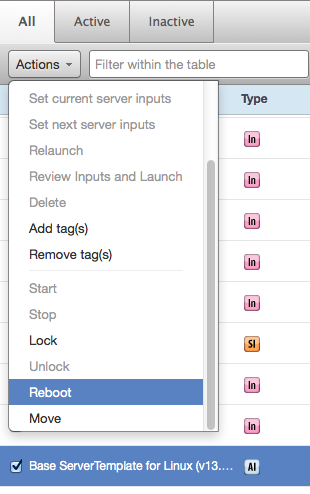 All Active Inactive
Actions Filter within the table
Type
Set current server inputs
Set next server inputs
In
Relaunch
Review Inputs and Launch
In
Delete
Add tag(s)
In
Remove tag(s)
In
Start
In
Stop
Lock
SI
Unlock
Reboot
In
Move
In
Base ServerTemplate for Linux (v13.... AI